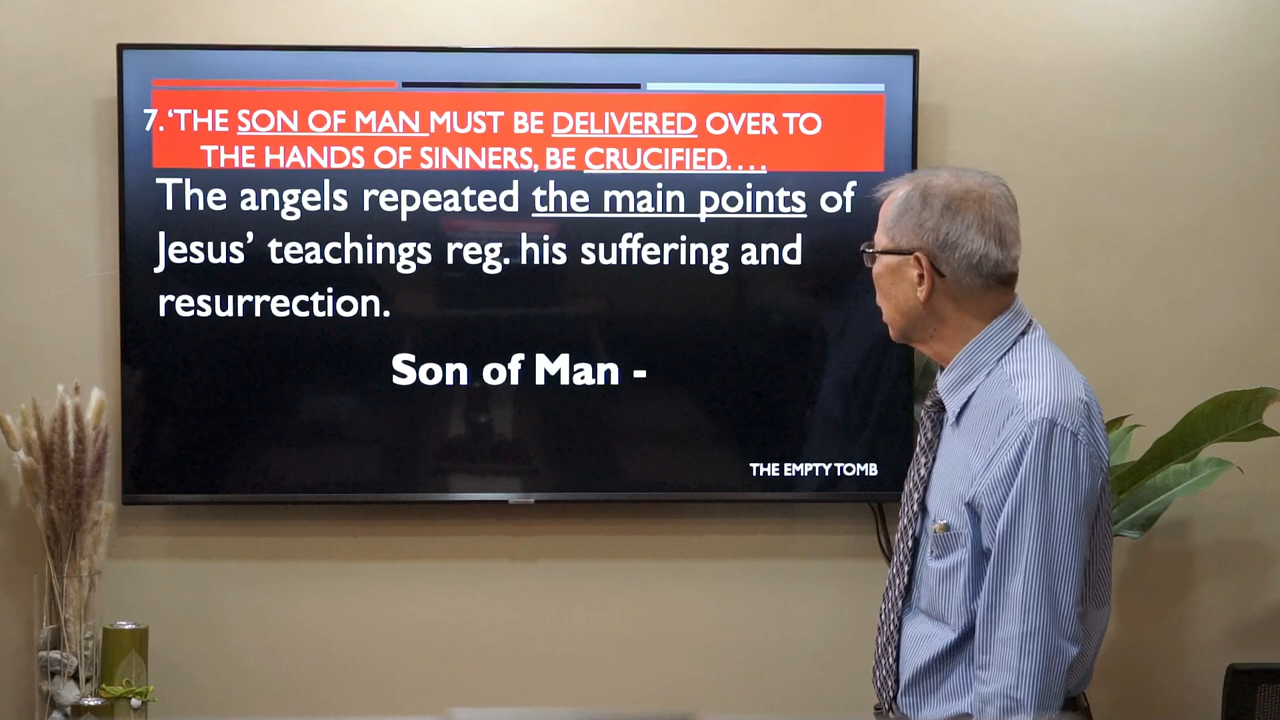 7. ‘THE SON OF MAN MUST BE DELIVERED OVER TO
THE HANDS OF SINNERS, BE CRUCIFIED. . . .
The angels repeated the main points of
Jesus’ teachings reg. his suffering and
resurrection.
Son of Man -
THE EMPTY TOMB